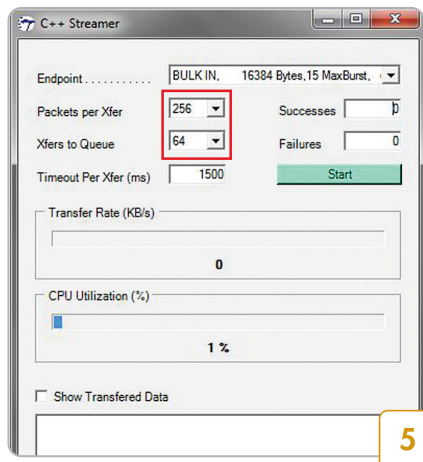 C++ Streamer
Endpoint . . . . . . . . . . . BULK IN, 16384 Bytes,15 MaxBurst,
Packets per Xfer 256 Successes 0
Xfers to Queue 64 Failures 0
Timeout Per Xfer (ms) 1500 Start
Transfer Rate (KB/s)
0
CPU Utilization (%)
1 %
Show Transfered Data
5